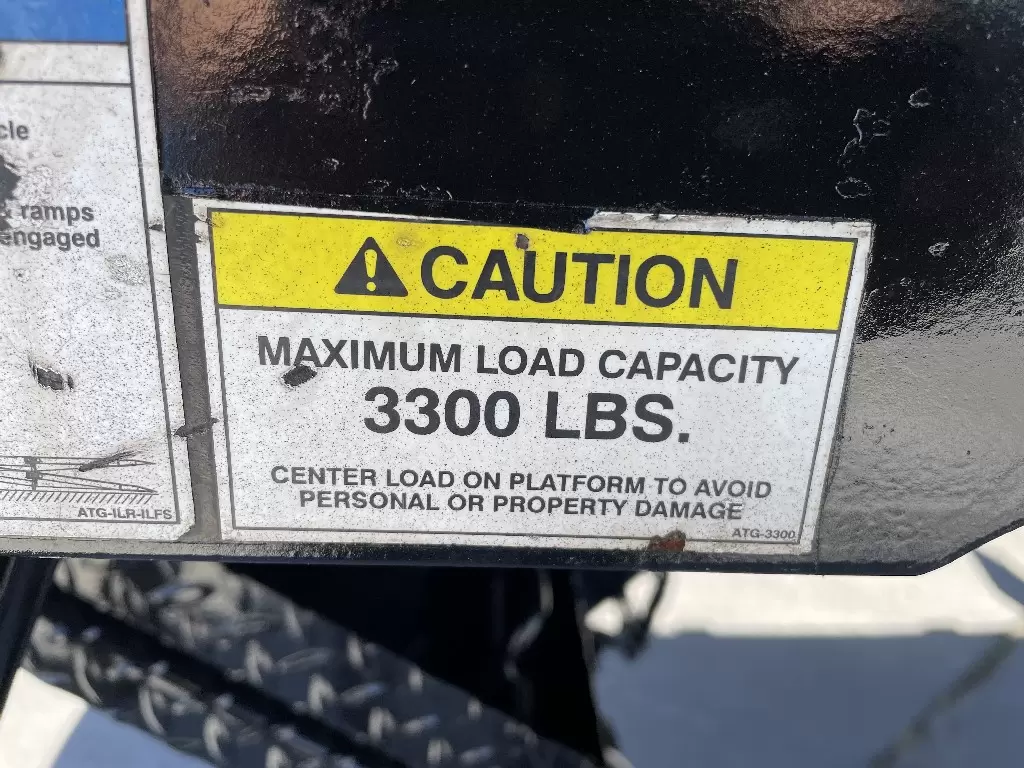 ramps
engaged
ATG-ILR-ILFS
CAUTION
MAXIMUM LOAD CAPACITY
3300 LBS.
CENTER LOAD ON PLATFORM TO AVOID
PERSONAL OR PROPERTY DAMAGE
ATG-3300